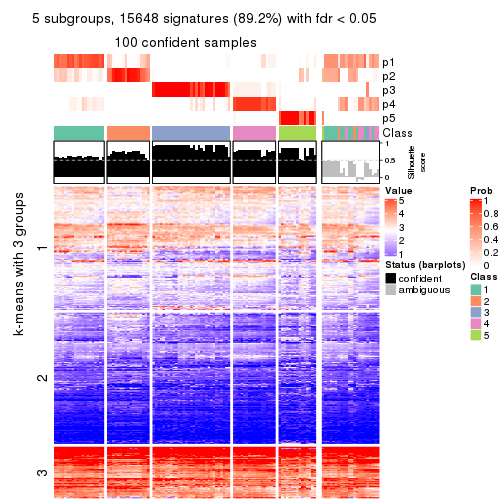 5 subgroups, 15648 signatures (89.2%) with fdr < 0.05
100 confident samples
p1
p2
p3
p4
p5
Class
1
0.5
0
Silhouette
score
k-means with 3 groups
1
2
3
Value
5
4
3
2
1
Status (barplots)
confident
ambiguous
Prob
1
0.8
0.6
0.4
0.2
0
Class
1
2
3
4
5